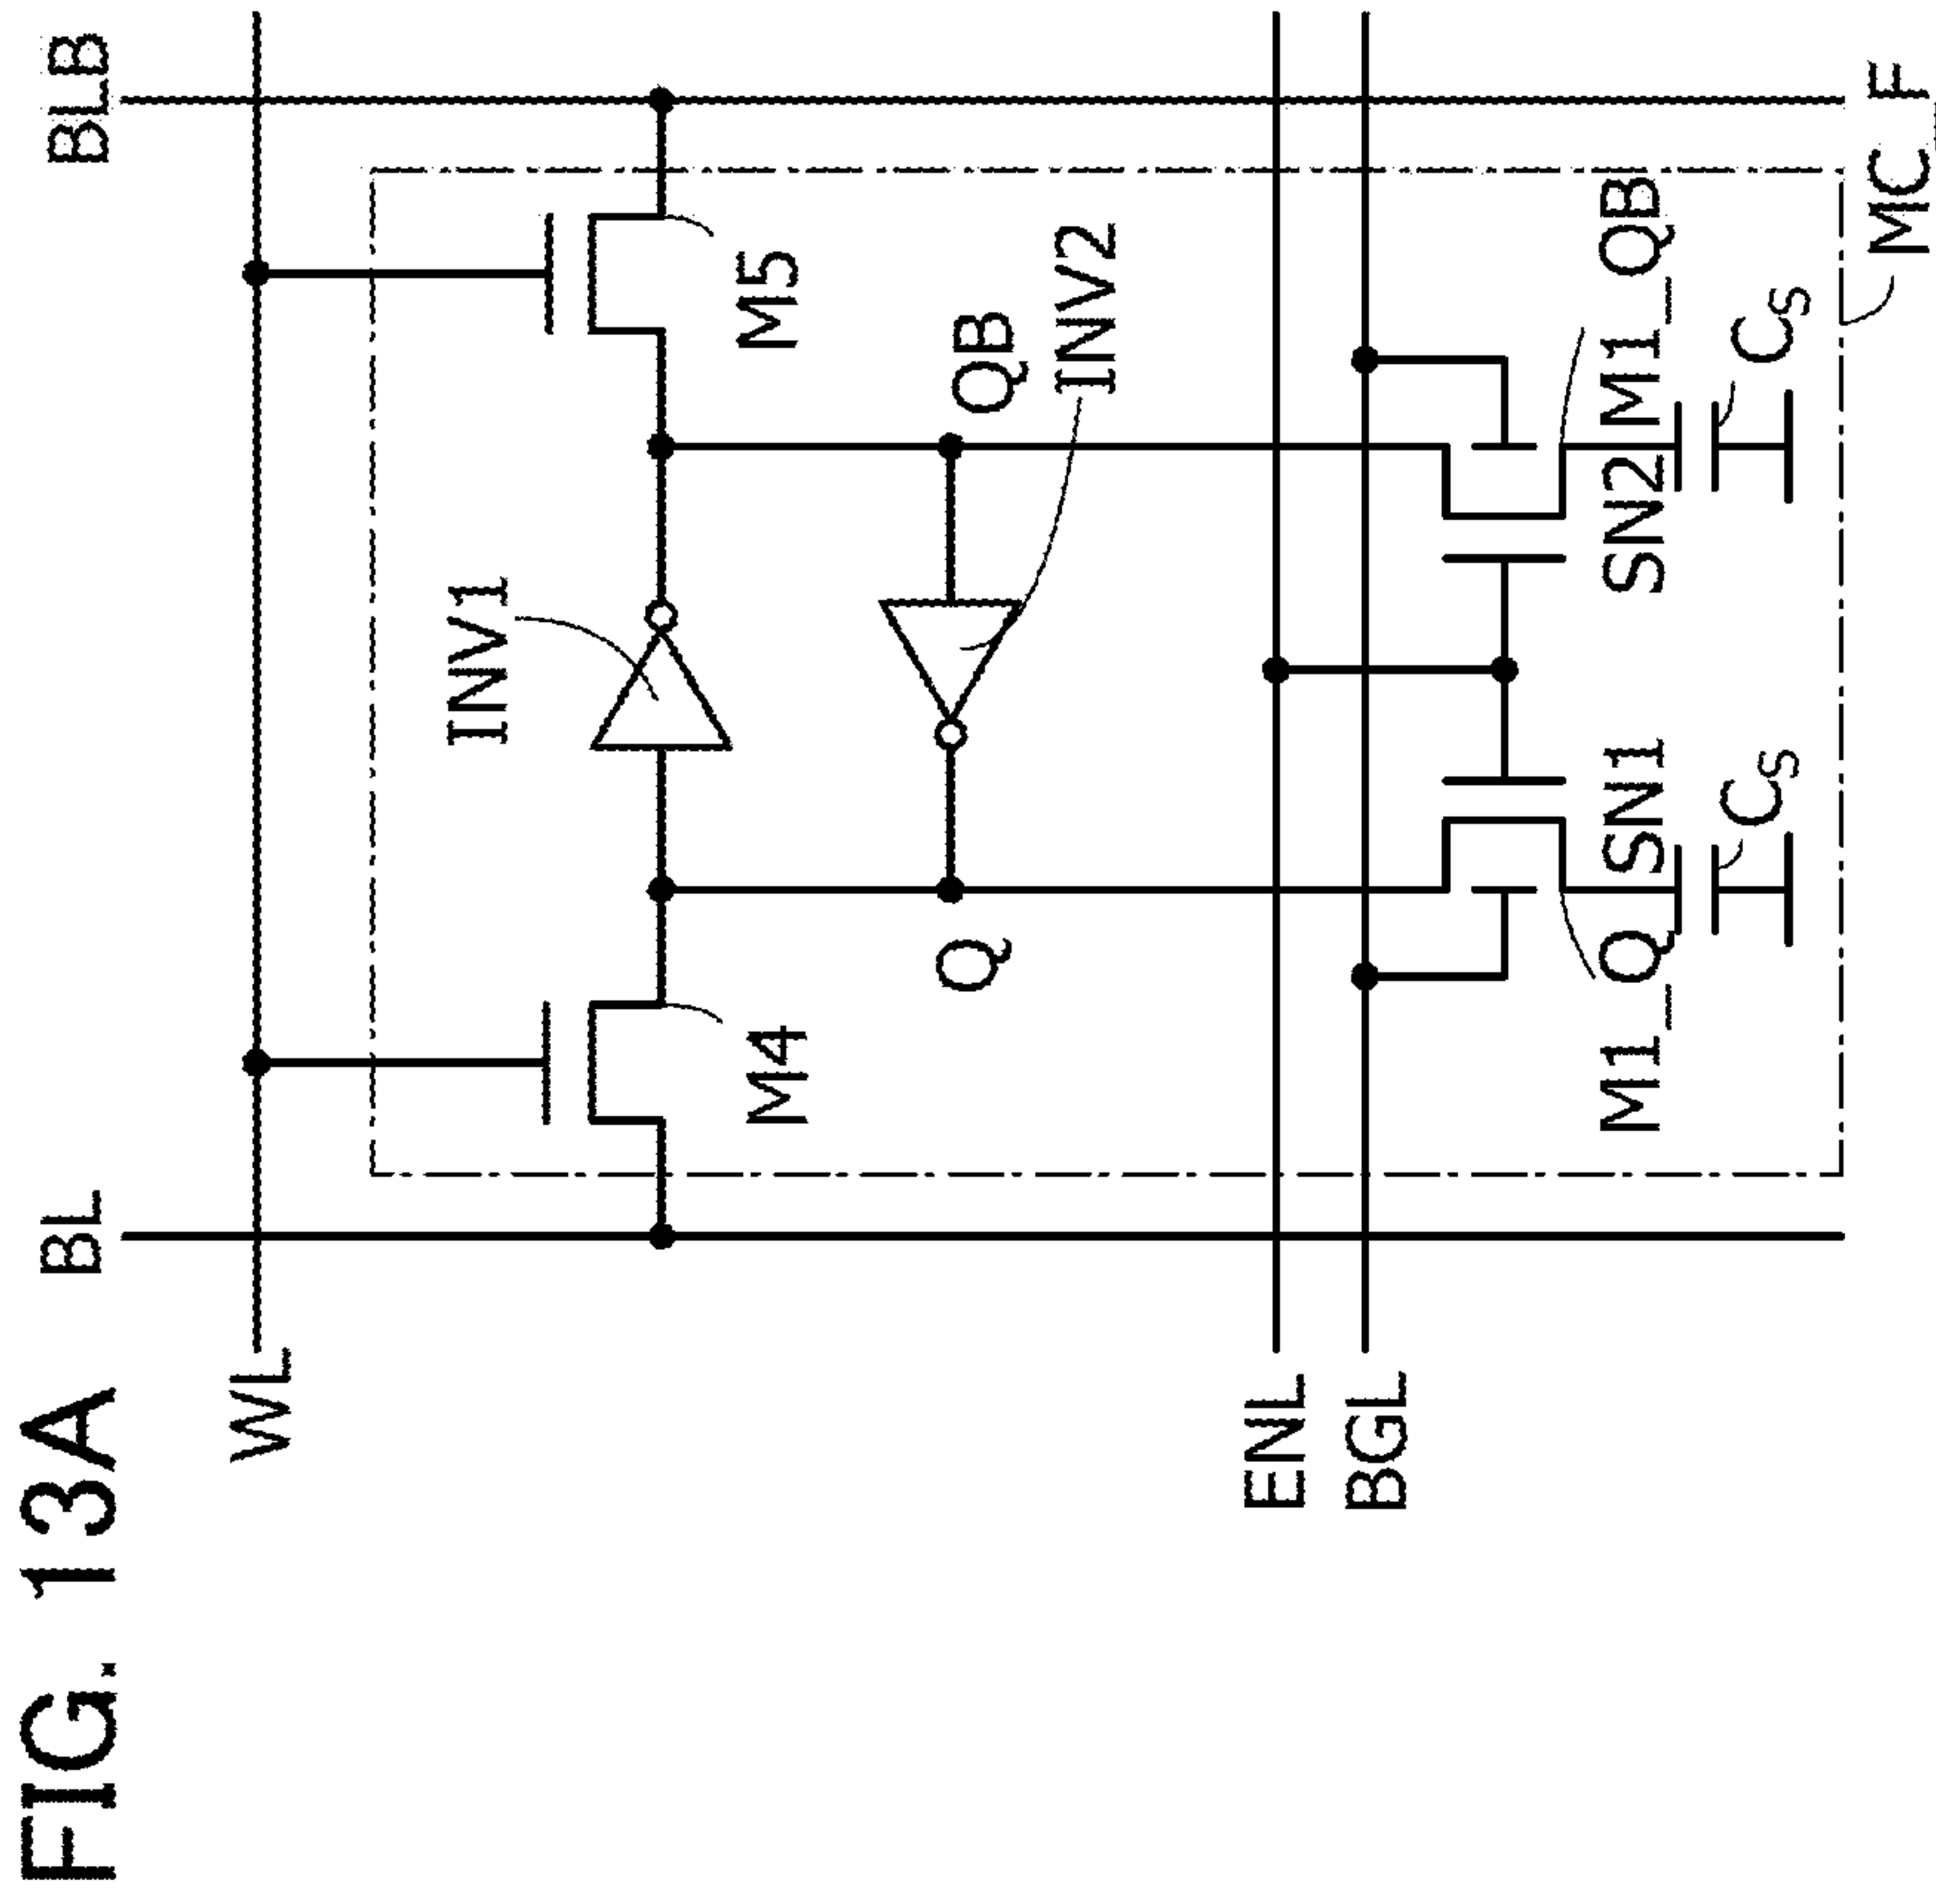 FIG. 13A
BL
BLB
WL
INV1
M4
M5
Q
QB
INV2
ENL
BGL
M1_Q
SN1
SN2
M1_QB
Cs
Cs
MC_F